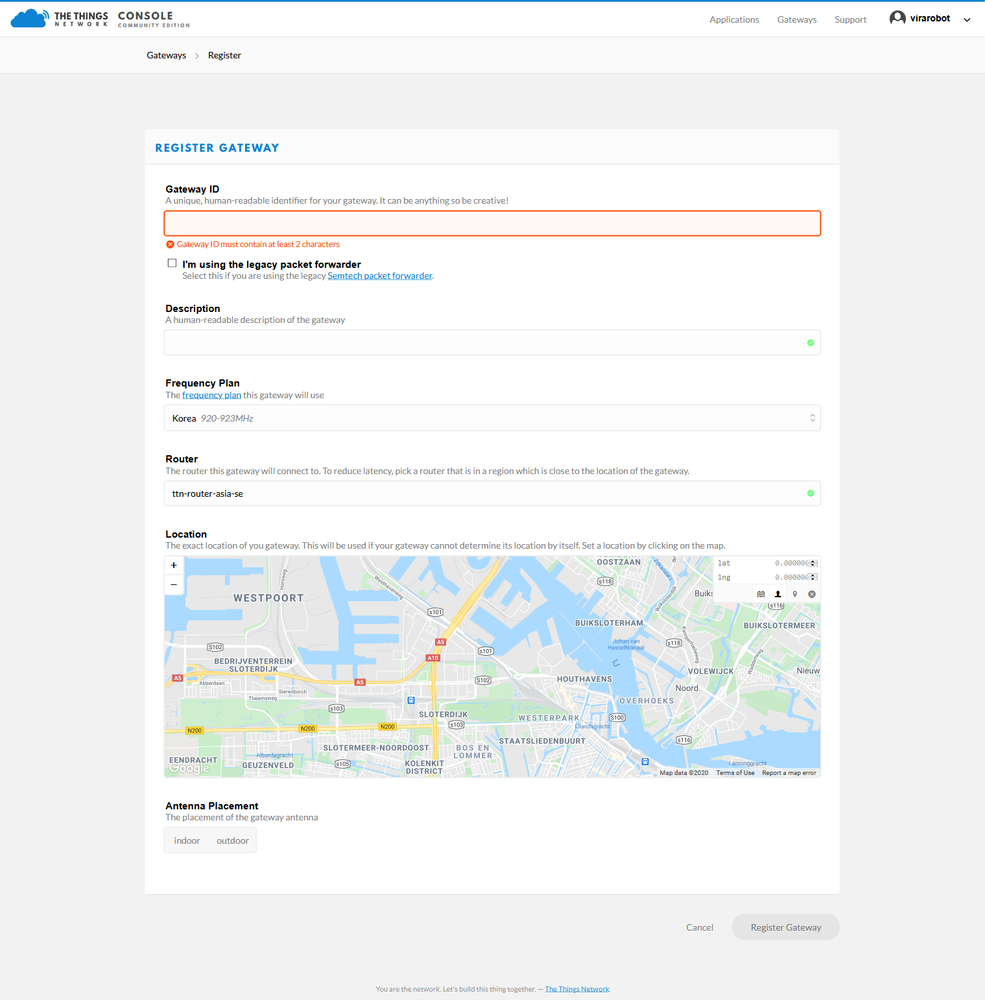 THE THINGS NETWORK CONSOLE COMMUNITY EDITION
Applications Gateways Support virarobot
Gateways Register
REGISTER GATEWAY
Gateway ID
A unique, human-readable identifier for your gateway. It can be anything so be creative!
Gateway ID must contain at least 2 characters
I'm using the legacy packet forwarder
Select this if you are using the legacy Semtech packet forwarder.
Description
A human-readable description of the gateway
Frequency Plan
The frequency plan this gateway will use
Korea 920-923MHz
Router
The router this gateway will connect to. To reduce latency, pick a router that is in a region which is close to the location of the gateway.
ttn-router-asia-se
Location
The exact location of you gateway. This will be used if your gateway cannot determine its location by itself. Set a location by clicking on the map.
+
−
lat 0.00000
lng 0.00000
OOSTZAAN
Zijkanaal I
s118
Hornweg
Westhavenweg
WESTPOORT
Buiks
Buiksloterdijk
s116
s101
BUIKSLOTERHAM
BUIKSLOTERMEER
Kamperfoelieweg
A5
Johan van
Hasseltkanaal
s118
S102
s101
A10
IJ
Waddenweg
BEDRIJVENTERREIN
SLOTERDIJK
VOLEWIJCK
Nieuw
A5
Abberdaan
A5
S102
HOUTHAVENS
Noord
Sierenborch
Theemsweg
OVERHOEKS
s103
SLOTERDIJK
WESTERPARK
S100
s103
Eilandsgracht
N200
N200
N200
STAATSLIEDENBUURT
s116
SLOTERMEER-NOORDOOST
BOS EN
LOMMER
Albardagracht
EENDRACHT
GEUZENVELD
s105
KOLENKIT
DISTRICT
Lamonggracht
Google
Map data ©2020 Terms of Use Report a map error
Antenna Placement
The placement of the gateway antenna
indoor outdoor
Cancel Register Gateway
You are the network. Let's build this thing together. — The Things Network